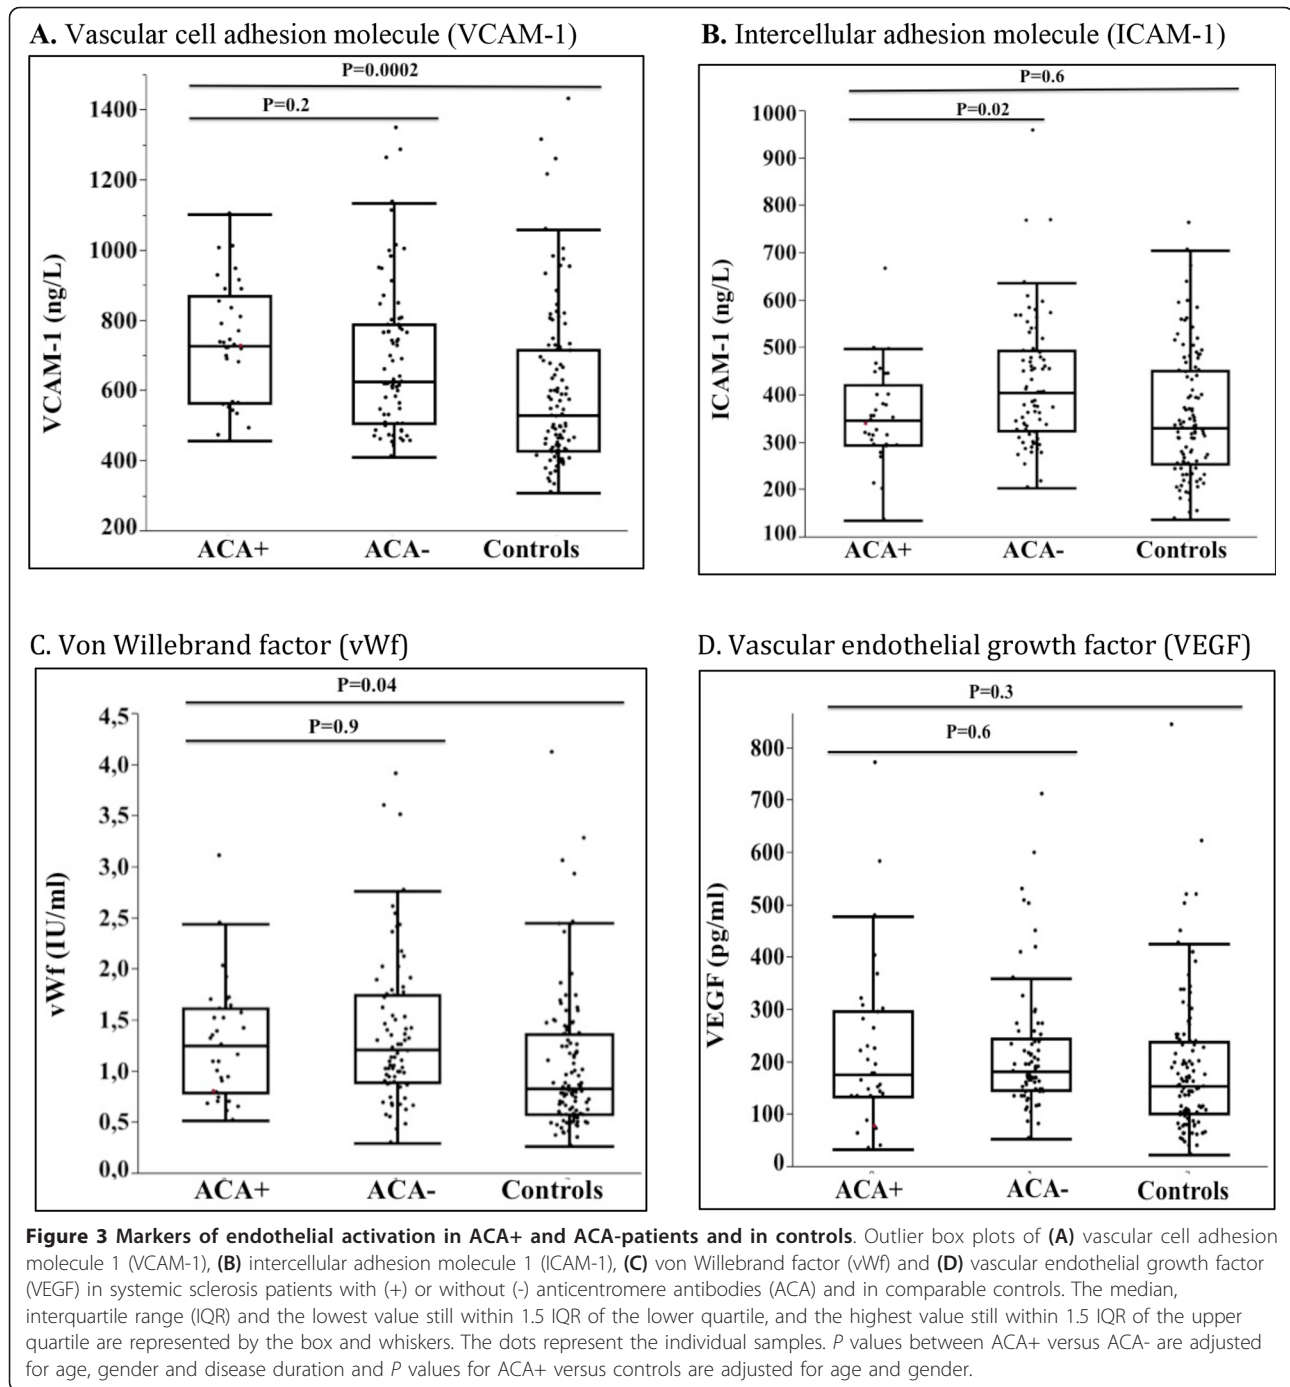 A. Vascular cell adhesion molecule (VCAM-1)
P=0.0002
P=0.2
1400
1200
1000
800
600
400
200
VCAM-1 (ng/L)
ACA+ ACA- Controls
B. Intercellular adhesion molecule (ICAM-1)
P=0.6
P=0.02
1000
900
800
700
600
500
400
300
200
100
ICAM-1 (ng/L)
ACA+ ACA- Controls
C. Von Willebrand factor (vWf)
P=0.04
P=0.9
4,5
4,0
3,5
3,0
2,5
2,0
1,5
1,0
0,5
0,0
vWf (IU/ml)
ACA+ ACA- Controls
D. Vascular endothelial growth factor (VEGF)
P=0.3
P=0.6
800
700
600
500
400
300
200
100
0
VEGF (pg/ml)
ACA+ ACA- Controls
Figure 3 Markers of endothelial activation in ACA+ and ACA-patients and in controls. Outlier box plots of (A) vascular cell adhesion
molecule 1 (VCAM-1), (B) intercellular adhesion molecule 1 (ICAM-1), (C) von Willebrand factor (vWf) and (D) vascular endothelial growth factor
(VEGF) in systemic sclerosis patients with (+) or without (-) anticentromere antibodies (ACA) and in comparable controls. The median,
interquartile range (IQR) and the lowest value still within 1.5 IQR of the lower quartile, and the highest value still within 1.5 IQR of the upper
quartile are represented by the box and whiskers. The dots represent the individual samples. P values between ACA+ versus ACA- are adjusted
for age, gender and disease duration and P values for ACA+ versus controls are adjusted for age and gender.